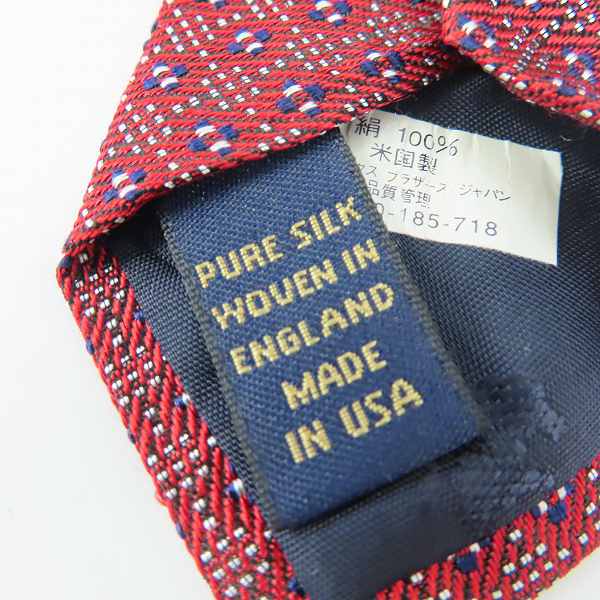 PURE SILK
WOVEN IN
ENGLAND
MADE
IN USA
絹 100%
米国製
ス ブラザース ジャパン
品質管理
0-185-718